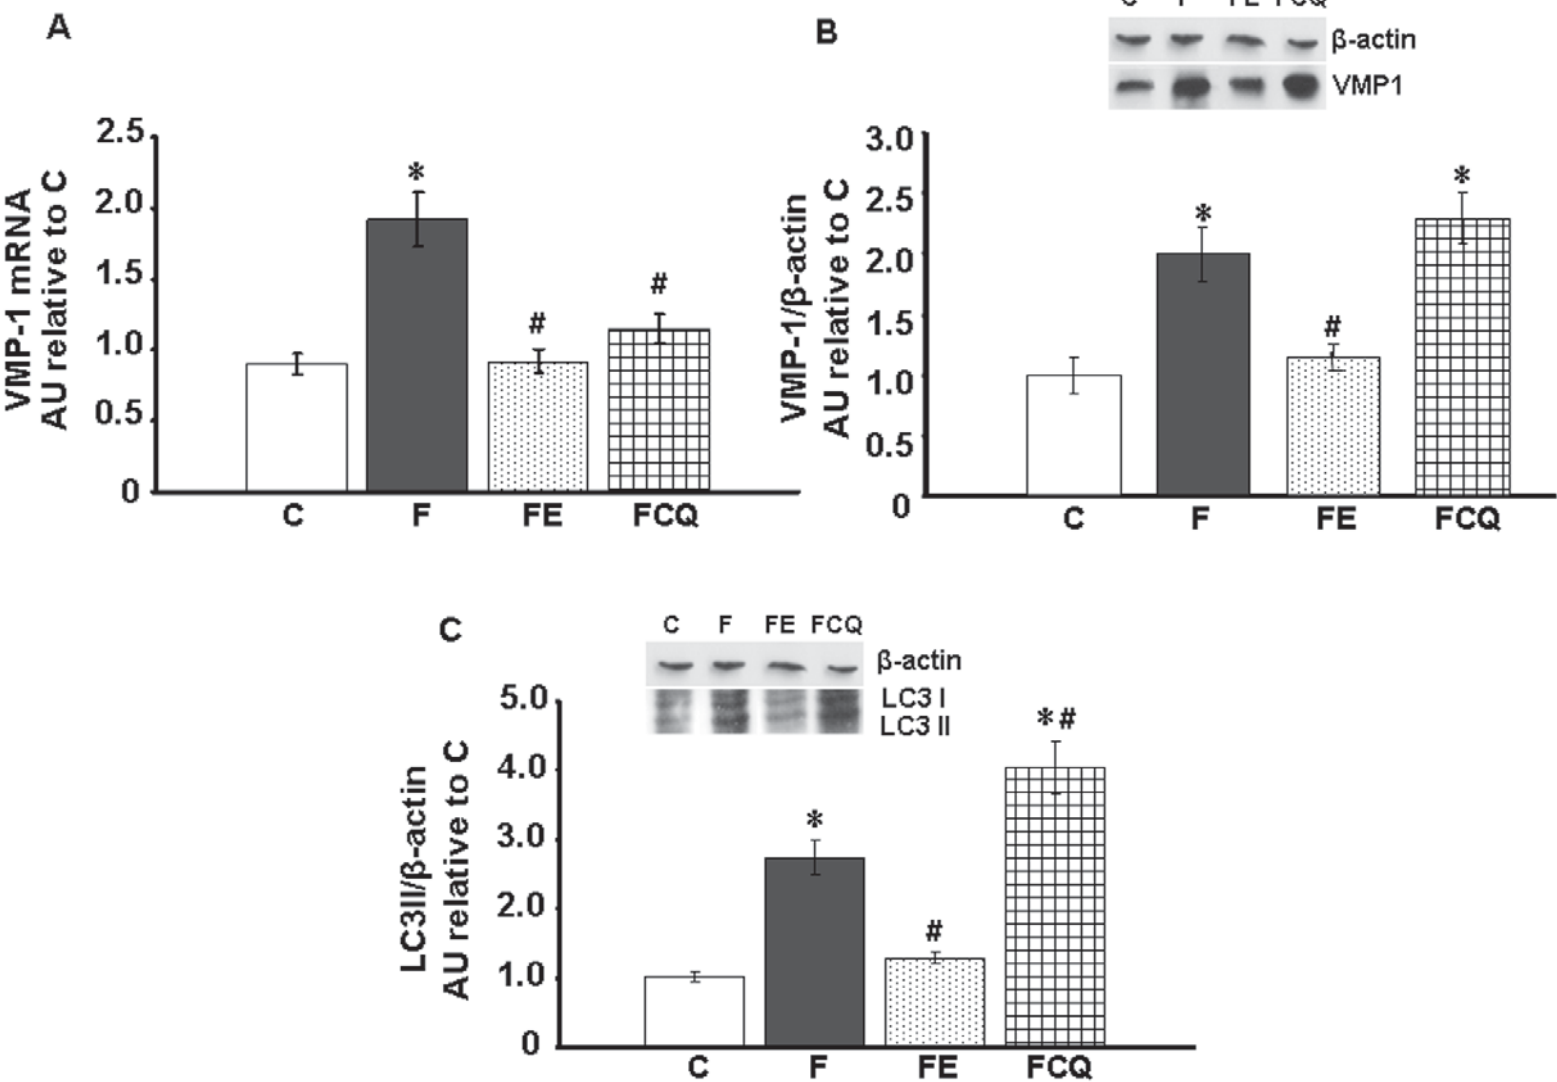 A
VMP-1 mRNA
AU relative to C
2.5
2.0
1.5
1.0
0.5
0
*
#
#
C F FE FCQ
B
C F FE FCQ
β-actin
VMP1
VMP-1/β-actin
AU relative to C
3.0
2.5
2.0
1.5
1.0
0.5
0
*
#
*
C F FE FCQ
C
C F FE FCQ
β-actin
LC3 I
LC3 II
LC3II/β-actin
AU relative to C
5.0
4.0
3.0
2.0
1.0
0
*
#
*#
C F FE FCQ